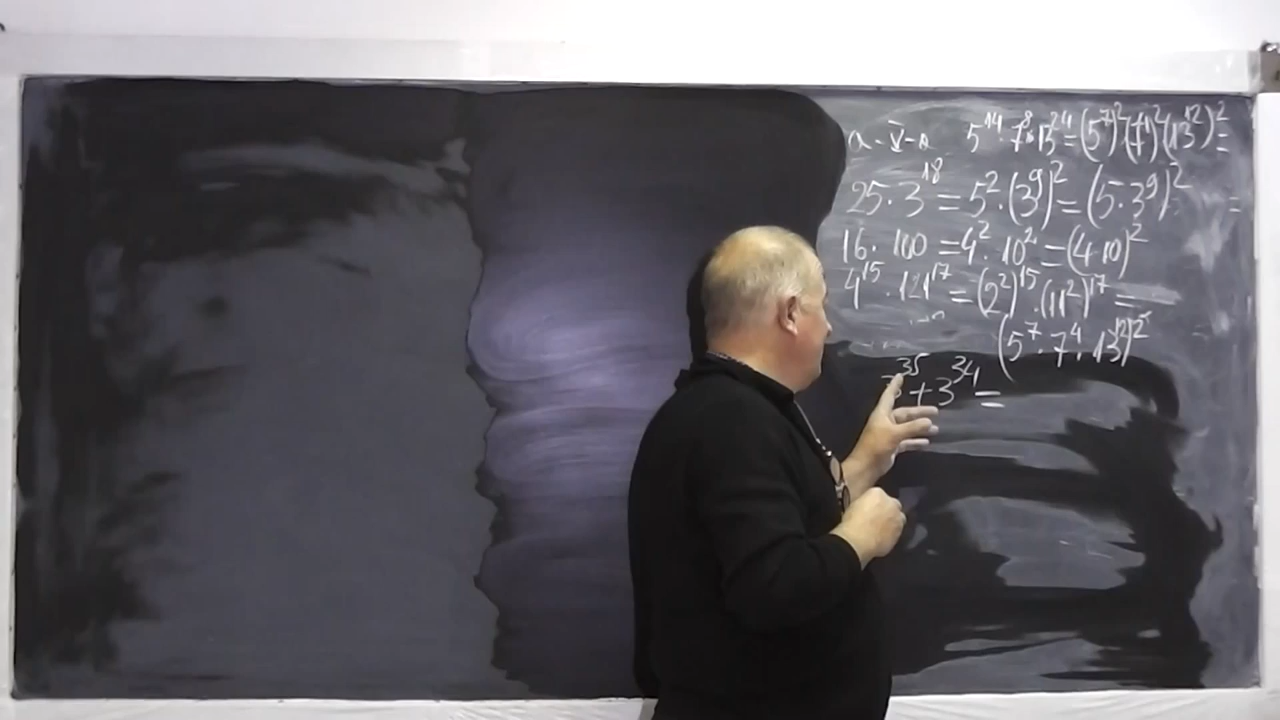 a-V-a 5^14 · 7^8 · 13^24 = (5^7)^2 (7^4)^2 (13^12)^2 =
25 · 3^18 = 5^2 · (3^9)^2 = (5 · 3^9)^2 =
16 · 100 = 4^2 · 10^2 = (4 · 10)^2
4^15 · 121^17 = (2^2)^15 · (11^2)^17 =
(5^7 · 7^4 · 13^12)^2
^35 + 3^34 =